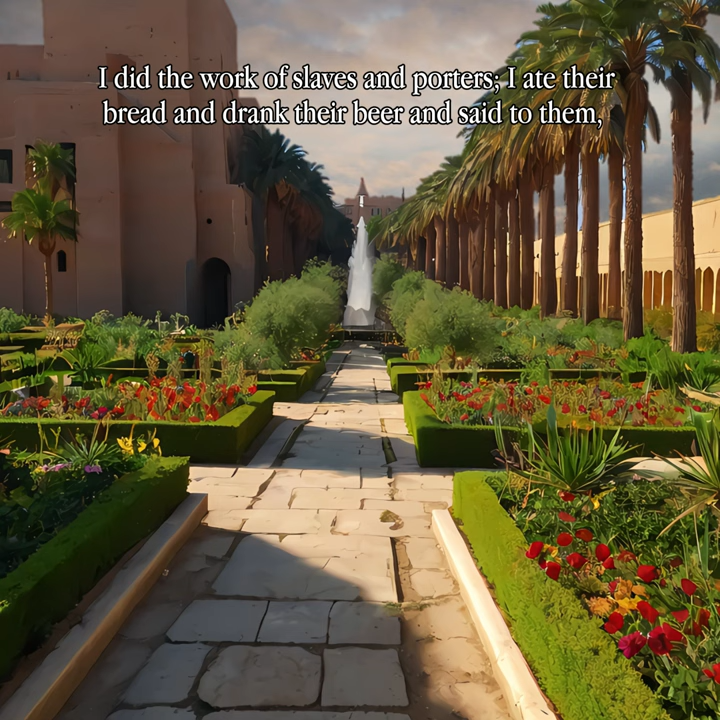 I did the work of slaves and porters; I ate their
bread and drank their beer and said to them,